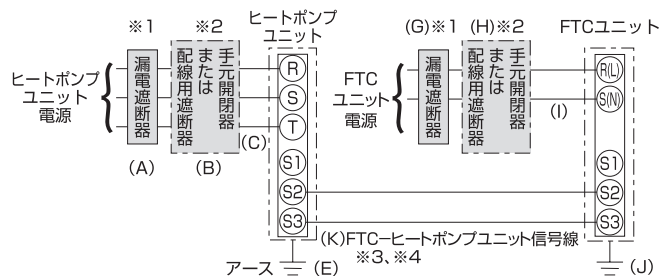 ※1
※2
ヒートポンプ
ユニット
(G)※1
(H)※2
FTCユニット
ヒートポンプ
ユニット
電源
漏電遮断器
手元開閉器
または
配線用遮断器
R
S
T
S1
S2
S3
(A)
(B)
(C)
FTC
ユニット
電源
漏電遮断器
手元開閉器
または
配線用遮断器
(I)
R(L)
S(N)
S1
S2
S3
(K)FTCーヒートポンプユニット信号線
※3、※4
アース
(E)
(J)